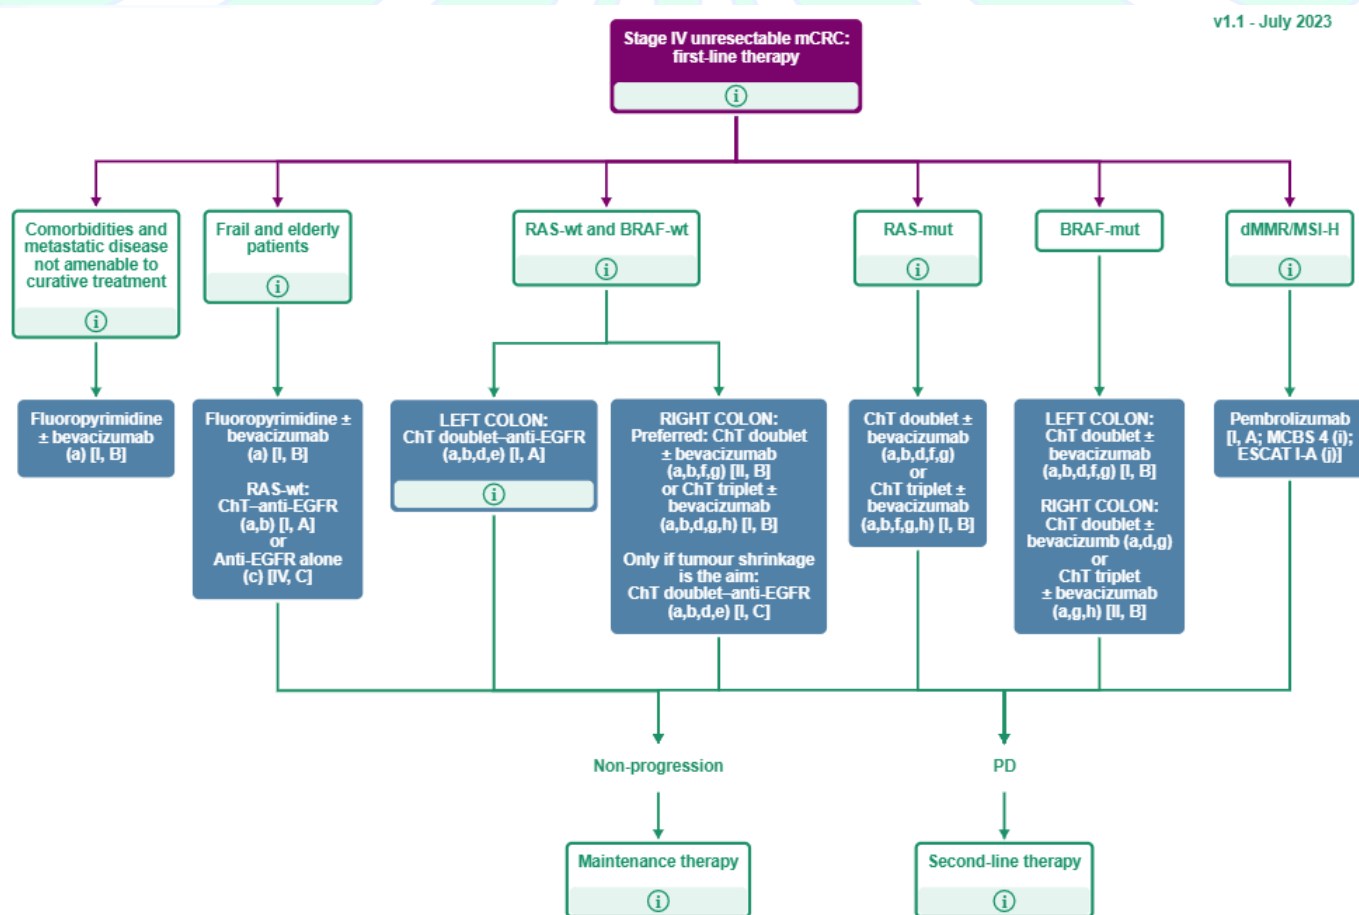 v1.1 - July 2023
Stage IV unresectable mCRC:
first-line therapy
i
Comorbidities and
metastatic disease
not amenable to
curative treatment
i
Frail and elderly
patients
i
RAS-wt and BRAF-wt
i
RAS-mut
i
BRAF-mut
dMMR/MSI-H
i
Fluoropyrimidine
± bevacizumab
(a) [I, B]
Fluoropyrimidine ±
bevacizumab
(a) [I, B]
RAS-wt:
ChT–anti-EGFR
(a,b) [I, A]
or
Anti-EGFR alone
(c) [IV, C]
LEFT COLON:
ChT doublet–anti-EGFR
(a,b,d,e) [I, A]
i
RIGHT COLON:
Preferred: ChT doublet
± bevacizumab
(a,b,f,g) [II, B]
or ChT triplet ±
bevacizumab
(a,b,d,g,h) [I, B]
Only if tumour shrinkage
is the aim:
ChT doublet–anti-EGFR
(a,b,d,e) [I, C]
ChT doublet ±
bevacizumab
(a,b,d,f,g)
or
ChT triplet ±
bevacizumab
(a,b,f,g,h) [I, B]
LEFT COLON:
ChT doublet ±
bevacizumab
(a,b,d,f,g) [I, B]
RIGHT COLON:
ChT doublet ±
bevacizumb (a,d,g)
or
ChT triplet
± bevacizumab
(a,g,h) [II, B]
Pembrolizumab
[I, A; MCBS 4 (i);
ESCAT I-A (j)]
Non-progression
PD
Maintenance therapy
i
Second-line therapy
i